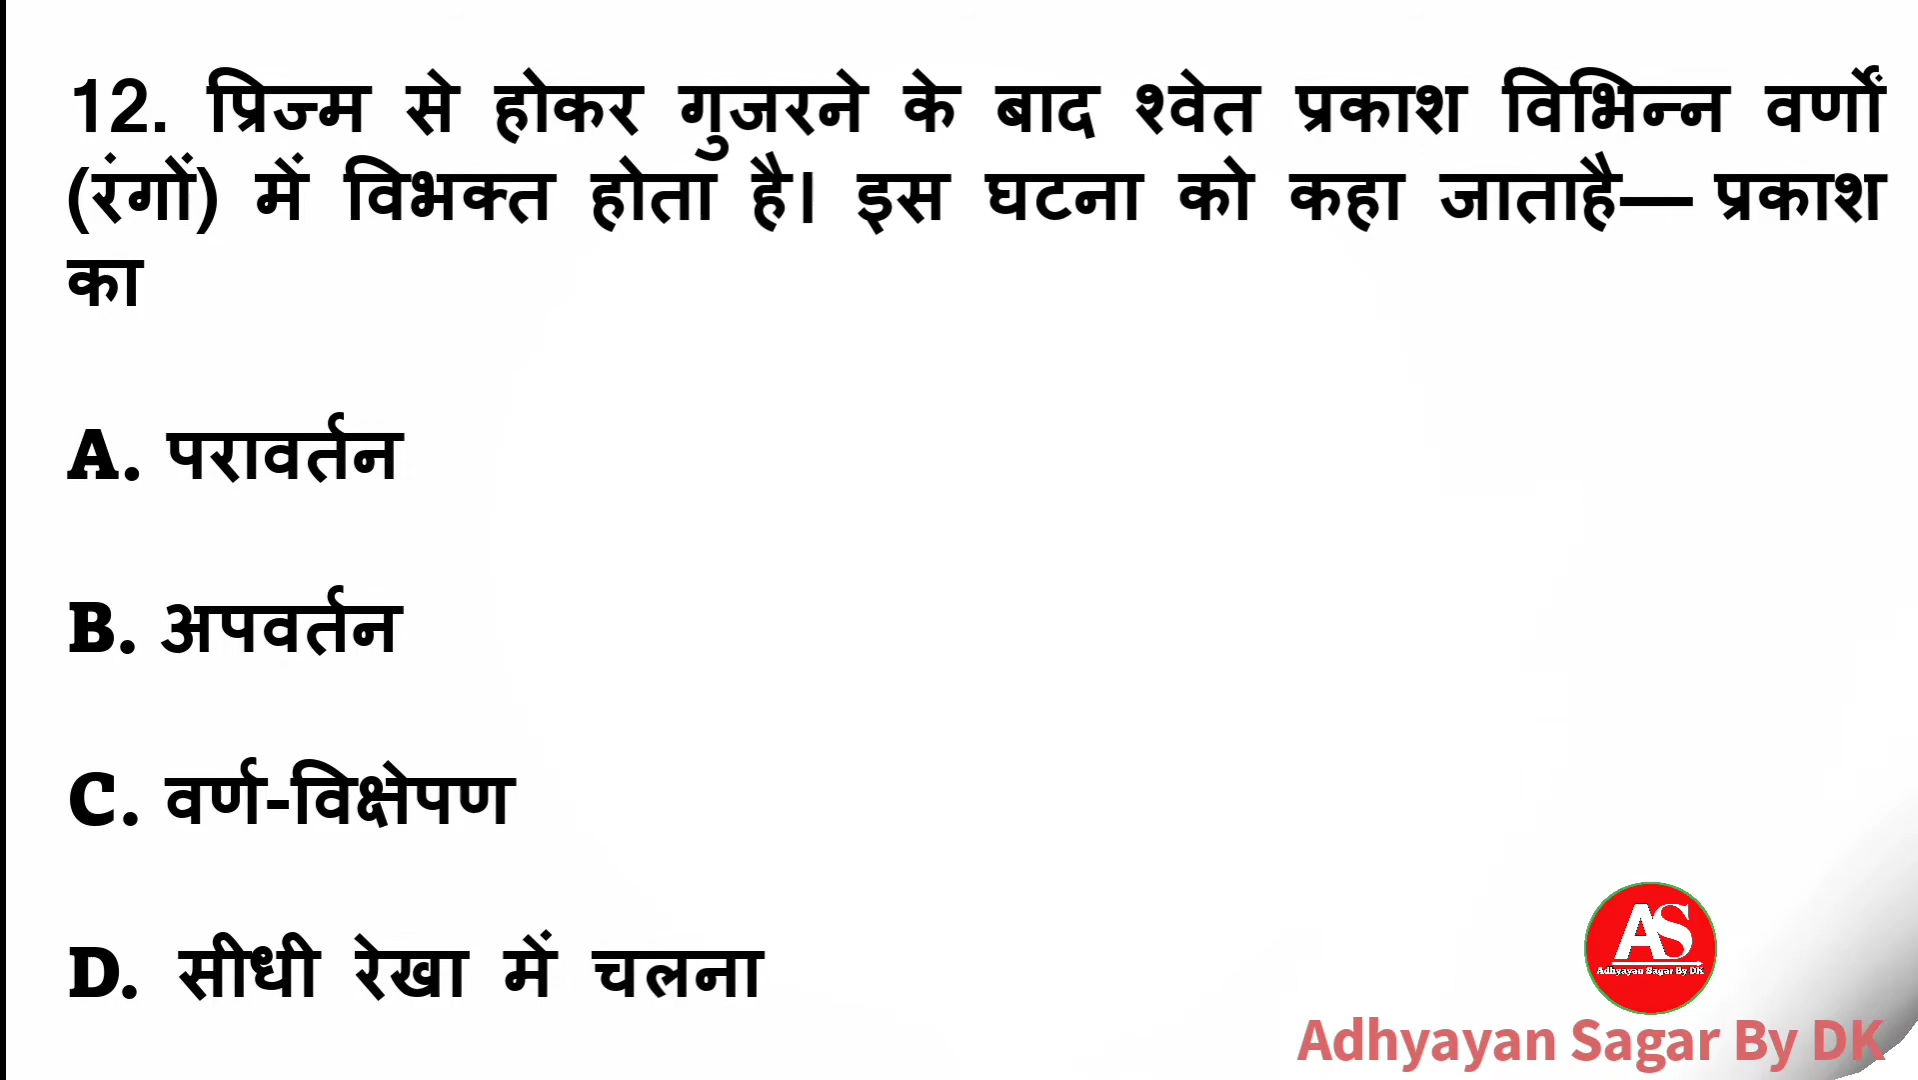 12. प्रिज्म से होकर गुजरने के बाद श्वेत प्रकाश विभिन्न वर्णों
(रंगों) में विभक्त होता है। इस घटना को कहा जाताहै— प्रकाश
का
A. परावर्तन
B. अपवर्तन
C. वर्ण-विक्षेपण
D. सीधी रेखा में चलना
AS
Adhyayan Sagar By DK
Adhyayan Sagar By DK